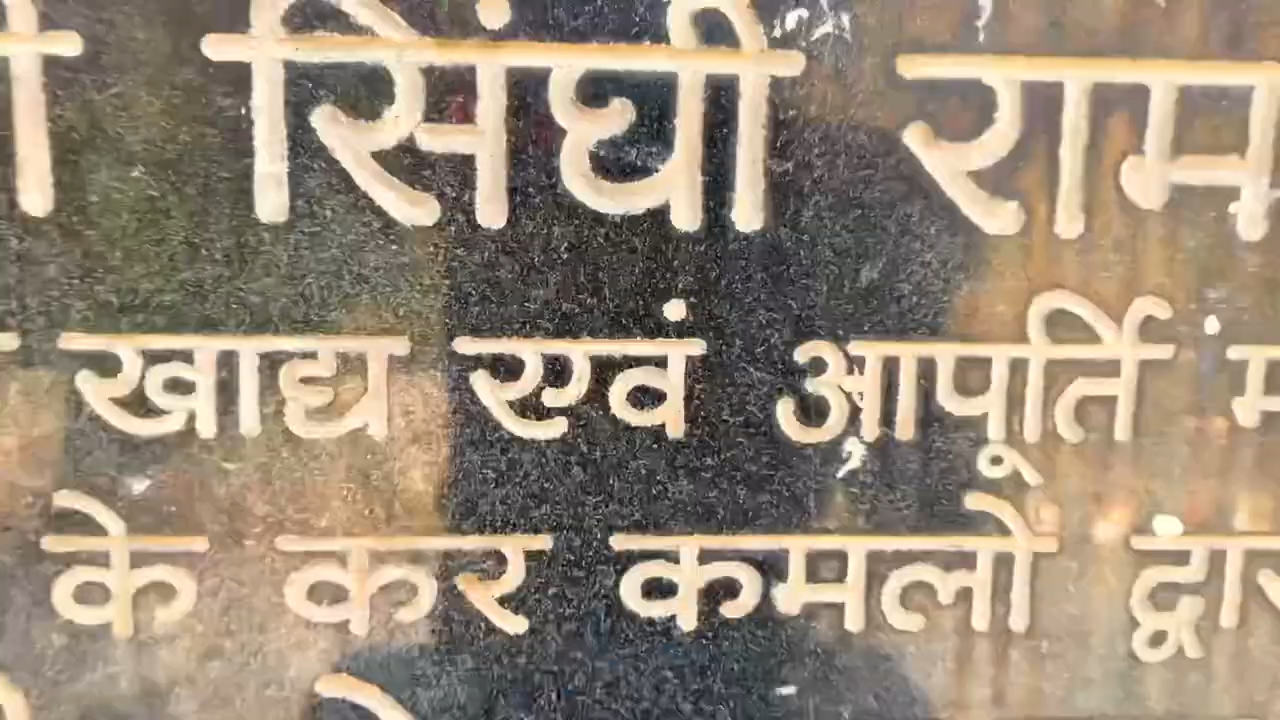 सिंघी राम
खाद्य एवं आपूर्ति
के कर कमलो द्वा